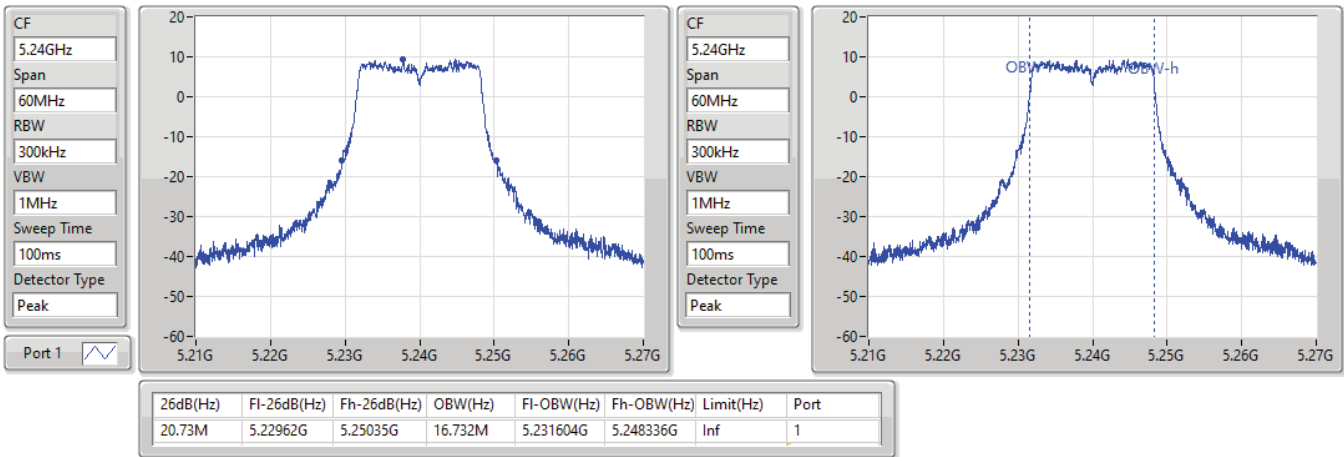 CF
5.24GHz
Span
60MHz
RBW
300kHz
VBW
1MHz
Sweep Time
100ms
Detector Type
Peak
Port 1
20
10
0
-10
-20
-30
-40
-50
-60
5.21G 5.22G 5.23G 5.24G 5.25G 5.26G 5.27G
CF
5.24GHz
Span
60MHz
RBW
300kHz
VBW
1MHz
Sweep Time
100ms
Detector Type
Peak
20
10
0
-10
-20
-30
-40
-50
-60
OBW-h
5.21G 5.22G 5.23G 5.24G 5.25G 5.26G 5.27G
26dB(Hz) Fl-26dB(Hz) Fh-26dB(Hz) OBW(Hz) Fl-OBW(Hz) Fh-OBW(Hz) Limit(Hz) Port
20.73M 5.22962G 5.25035G 16.732M 5.231604G 5.248336G Inf 1